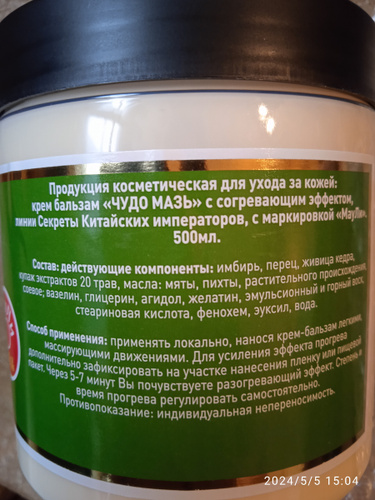 Продукция косметическая для ухода за кожей:
крем бальзам «ЧУДО МАЗЬ» с согревающим эффектом,
линии Секреты Китайских императоров, с маркировкой «МауЛи».
500мл.
Состав: действующие компоненты: имбирь, перец, живица кедра,
купаж экстрактов 20 трав, масла: мяты, пихты, растительного происхождения,
соевое; вазелин, глицерин, агидол, желатин, эмульсионный и горный воск,
стеариновая кислота, фенохем, эуксил, вода.
Способ применения: применять локально, нанося крем-бальзам легкими,
массирующими движениями. Для усиления эффекта прогрева
дополнительно зафиксировать на участке нанесения пленку или пищевой
пакет. Через 5-7 минут Вы почувствуете разогревающий эффект. Степень и
время прогрева регулировать самостоятельно.
Противопоказание: индивидуальная непереносимость.
2024/5/5 15:04